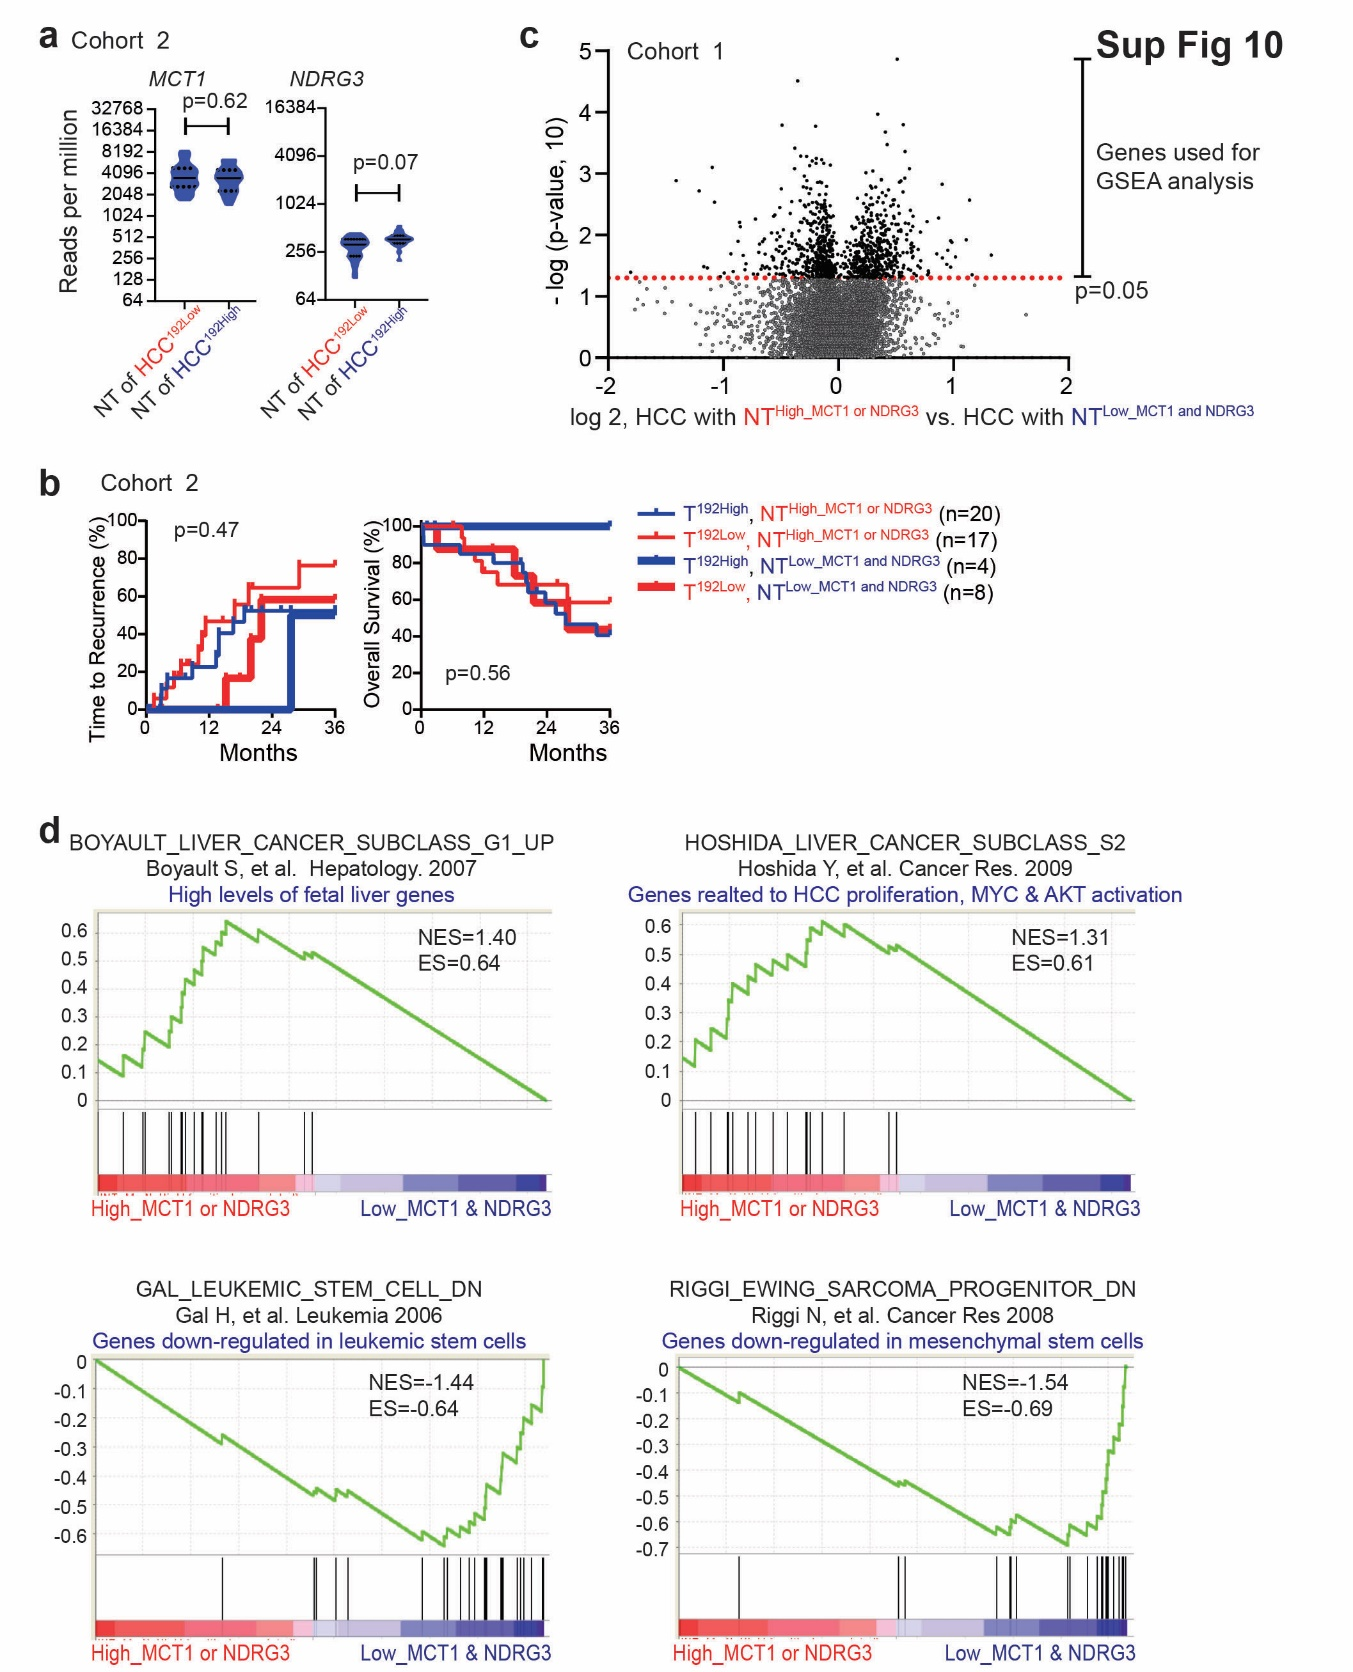 Sup Fig 10
a Cohort 2
MCT1
p=0.62
Reads per million
32768
16384
8192
4096
2048
1024
512
256
128
64
NT of HCC192Low
NT of HCC192High
NDRG3
p=0.07
16384
4096
1024
256
64
NT of HCC192Low
NT of HCC192High
c Cohort 1
- log (p-value, 10)
5
4
3
2
1
0
-2 -1 0 1 2
log 2, HCC with NTHigh_MCT1 or NDRG3 vs. HCC with NTLow_MCT1 and NDRG3
Genes used for
GSEA analysis
p=0.05
b Cohort 2
Time to Recurrence (%)
100
80
60
40
20
0
p=0.47
0 12 24 36
Months
Overall Survival (%)
100
80
60
40
20
0
p=0.56
0 12 24 36
Months
T192High, NTHigh_MCT1 or NDRG3 (n=20)
T192Low, NTHigh_MCT1 or NDRG3 (n=17)
T192High, NTLow_MCT1 and NDRG3 (n=4)
T192Low, NTLow_MCT1 and NDRG3 (n=8)
d
BOYAULT_LIVER_CANCER_SUBCLASS_G1_UP
Boyault S, et al. Hepatology. 2007
High levels of fetal liver genes
NES=1.40
ES=0.64
0.6
0.5
0.4
0.3
0.2
0.1
0
High_MCT1 or NDRG3 Low_MCT1 & NDRG3
HOSHIDA_LIVER_CANCER_SUBCLASS_S2
Hoshida Y, et al. Cancer Res. 2009
Genes realted to HCC proliferation, MYC & AKT activation
NES=1.31
ES=0.61
0.6
0.5
0.4
0.3
0.2
0.1
0
High_MCT1 or NDRG3 Low_MCT1 & NDRG3
GAL_LEUKEMIC_STEM_CELL_DN
Gal H, et al. Leukemia 2006
Genes down-regulated in leukemic stem cells
NES=-1.44
ES=-0.64
0
-0.1
-0.2
-0.3
-0.4
-0.5
-0.6
High_MCT1 or NDRG3 Low_MCT1 & NDRG3
RIGGI_EWING_SARCOMA_PROGENITOR_DN
Riggi N, et al. Cancer Res 2008
Genes down-regulated in mesenchymal stem cells
NES=-1.54
ES=-0.69
0
-0.1
-0.2
-0.3
-0.4
-0.5
-0.6
-0.7
High_MCT1 or NDRG3 Low_MCT1 & NDRG3